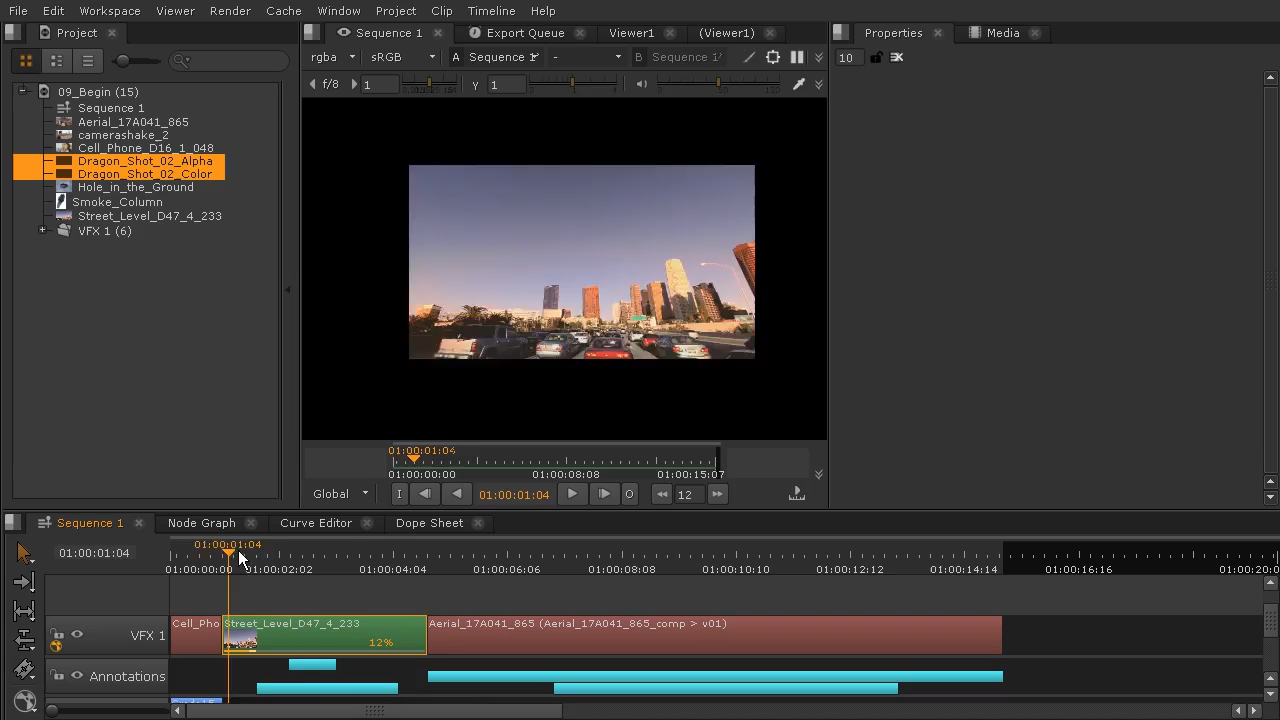 File Edit Workspace Viewer Render Cache Window Project Clip Timeline Help
Project
Sequence 1 Export Queue Viewer1 (Viewer1)
Properties Media
rgba sRGB A Sequence 1 - B Sequence 1
10
f/8 1 Y 1
09_Begin (15)
Sequence 1
Aerial_17A041_865
camerashake_2
Cell_Phone_D16_1_048
Dragon_Shot_02_Alpha
Dragon_Shot_02_Color
Hole_in_the_Ground
Smoke_Column
Street_Level_D47_4_233
VFX 1 (6)
01:00:01:04
01:00:00:00 01:00:08:08 01:00:15:07
Global I 01:00:01:04 O 12
Sequence 1 Node Graph Curve Editor Dope Sheet
01:00:01:04 01:00:01:04
01:00:00:00 01:00:02:02 01:00:04:04 01:00:06:06 01:00:08:08 01:00:10:10 01:00:12:12 01:00:14:14 01:00:16:16 01:00:20:0
Cell_Pho Street_Level_D47_4_233 Aerial_17A041_865 (Aerial_17A041_865_comp > v01)
VFX 1
12%
Annotations